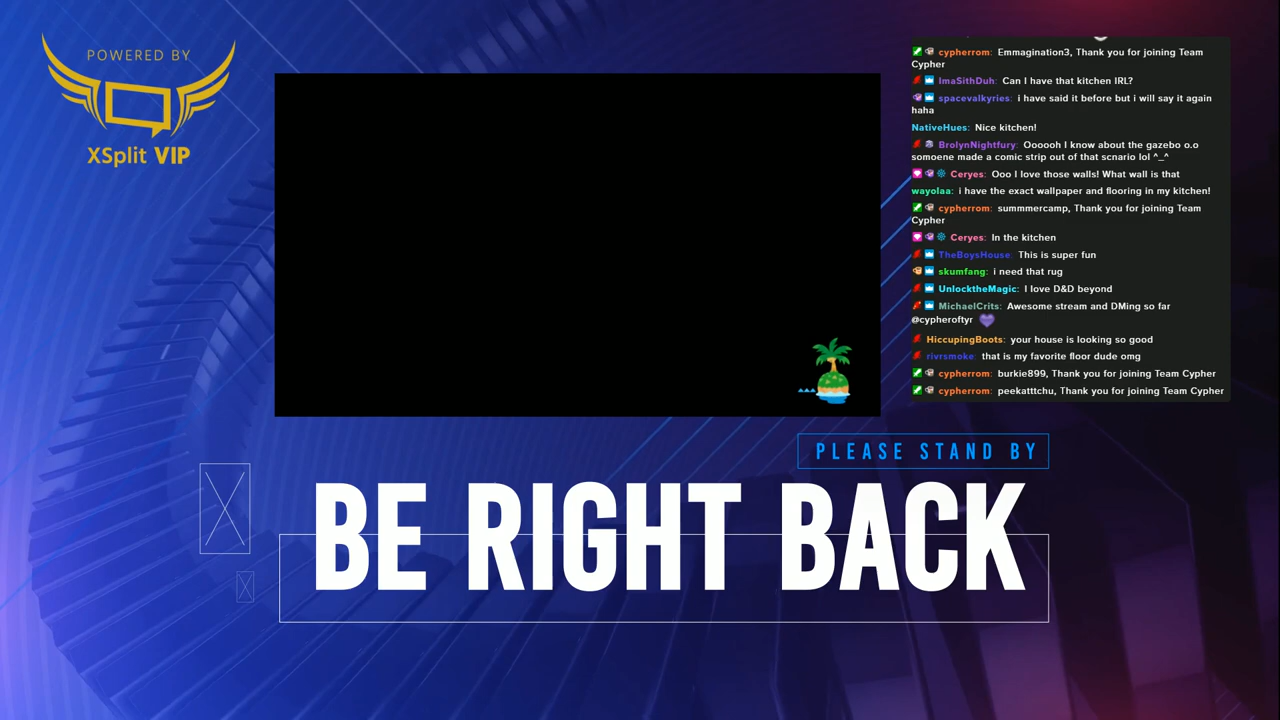 POWERED BY
XSplit VIP
cypherrom: Emmagination3, Thank you for joining Team
Cypher
ImaSithDuh: Can I have that kitchen IRL?
spacevalkyries: i have said it before but i will say it again
haha
NativeHues: Nice kitchen!
BrolynNightfury: Oooooh I know about the gazebo o.o
somoene made a comic strip out of that scnario lol ^_^
Ceryes: Ooo I love those walls! What wall is that
wayolaa: i have the exact wallpaper and flooring in my kitchen!
cypherrom: summmercamp, Thank you for joining Team
Cypher
Ceryes: In the kitchen
TheBoysHouse: This is super fun
skumfang: i need that rug
UnlocktheMagic: I love D&D beyond
MichaelCrits: Awesome stream and DMing so far
@cypheroftyr
HiccupingBoots: your house is looking so good
rivrsmoke: that is my favorite floor dude omg
cypherrom: burkie899, Thank you for joining Team Cypher
cypherrom: peekatttchu, Thank you for joining Team Cypher
PLEASE STAND BY
BE RIGHT BACK